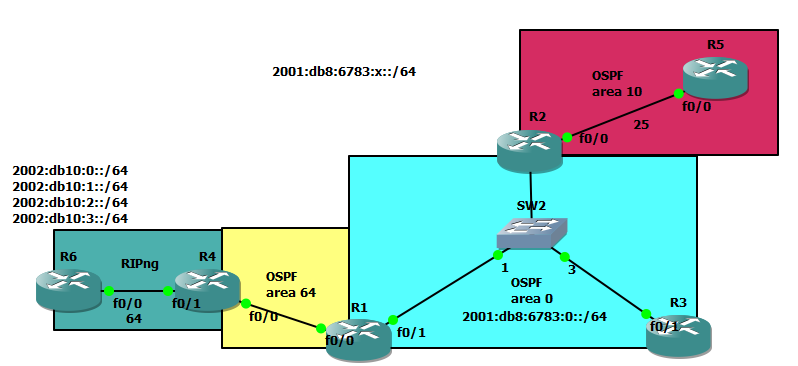 R5
2001:db8:6783:x::/64
OSPF
area 10
f0/0
R2
25
f0/0
2002:db10:0::/64
2002:db10:1::/64
2002:db10:2::/64
2002:db10:3::/64
SW2
R6
RIPng
R4
OSPF
area 64
1
3
OSPF
area 0
f0/0
f0/1
64
f0/0
R1
R3
2001:db8:6783:0::/64
f0/0
f0/1
f0/1